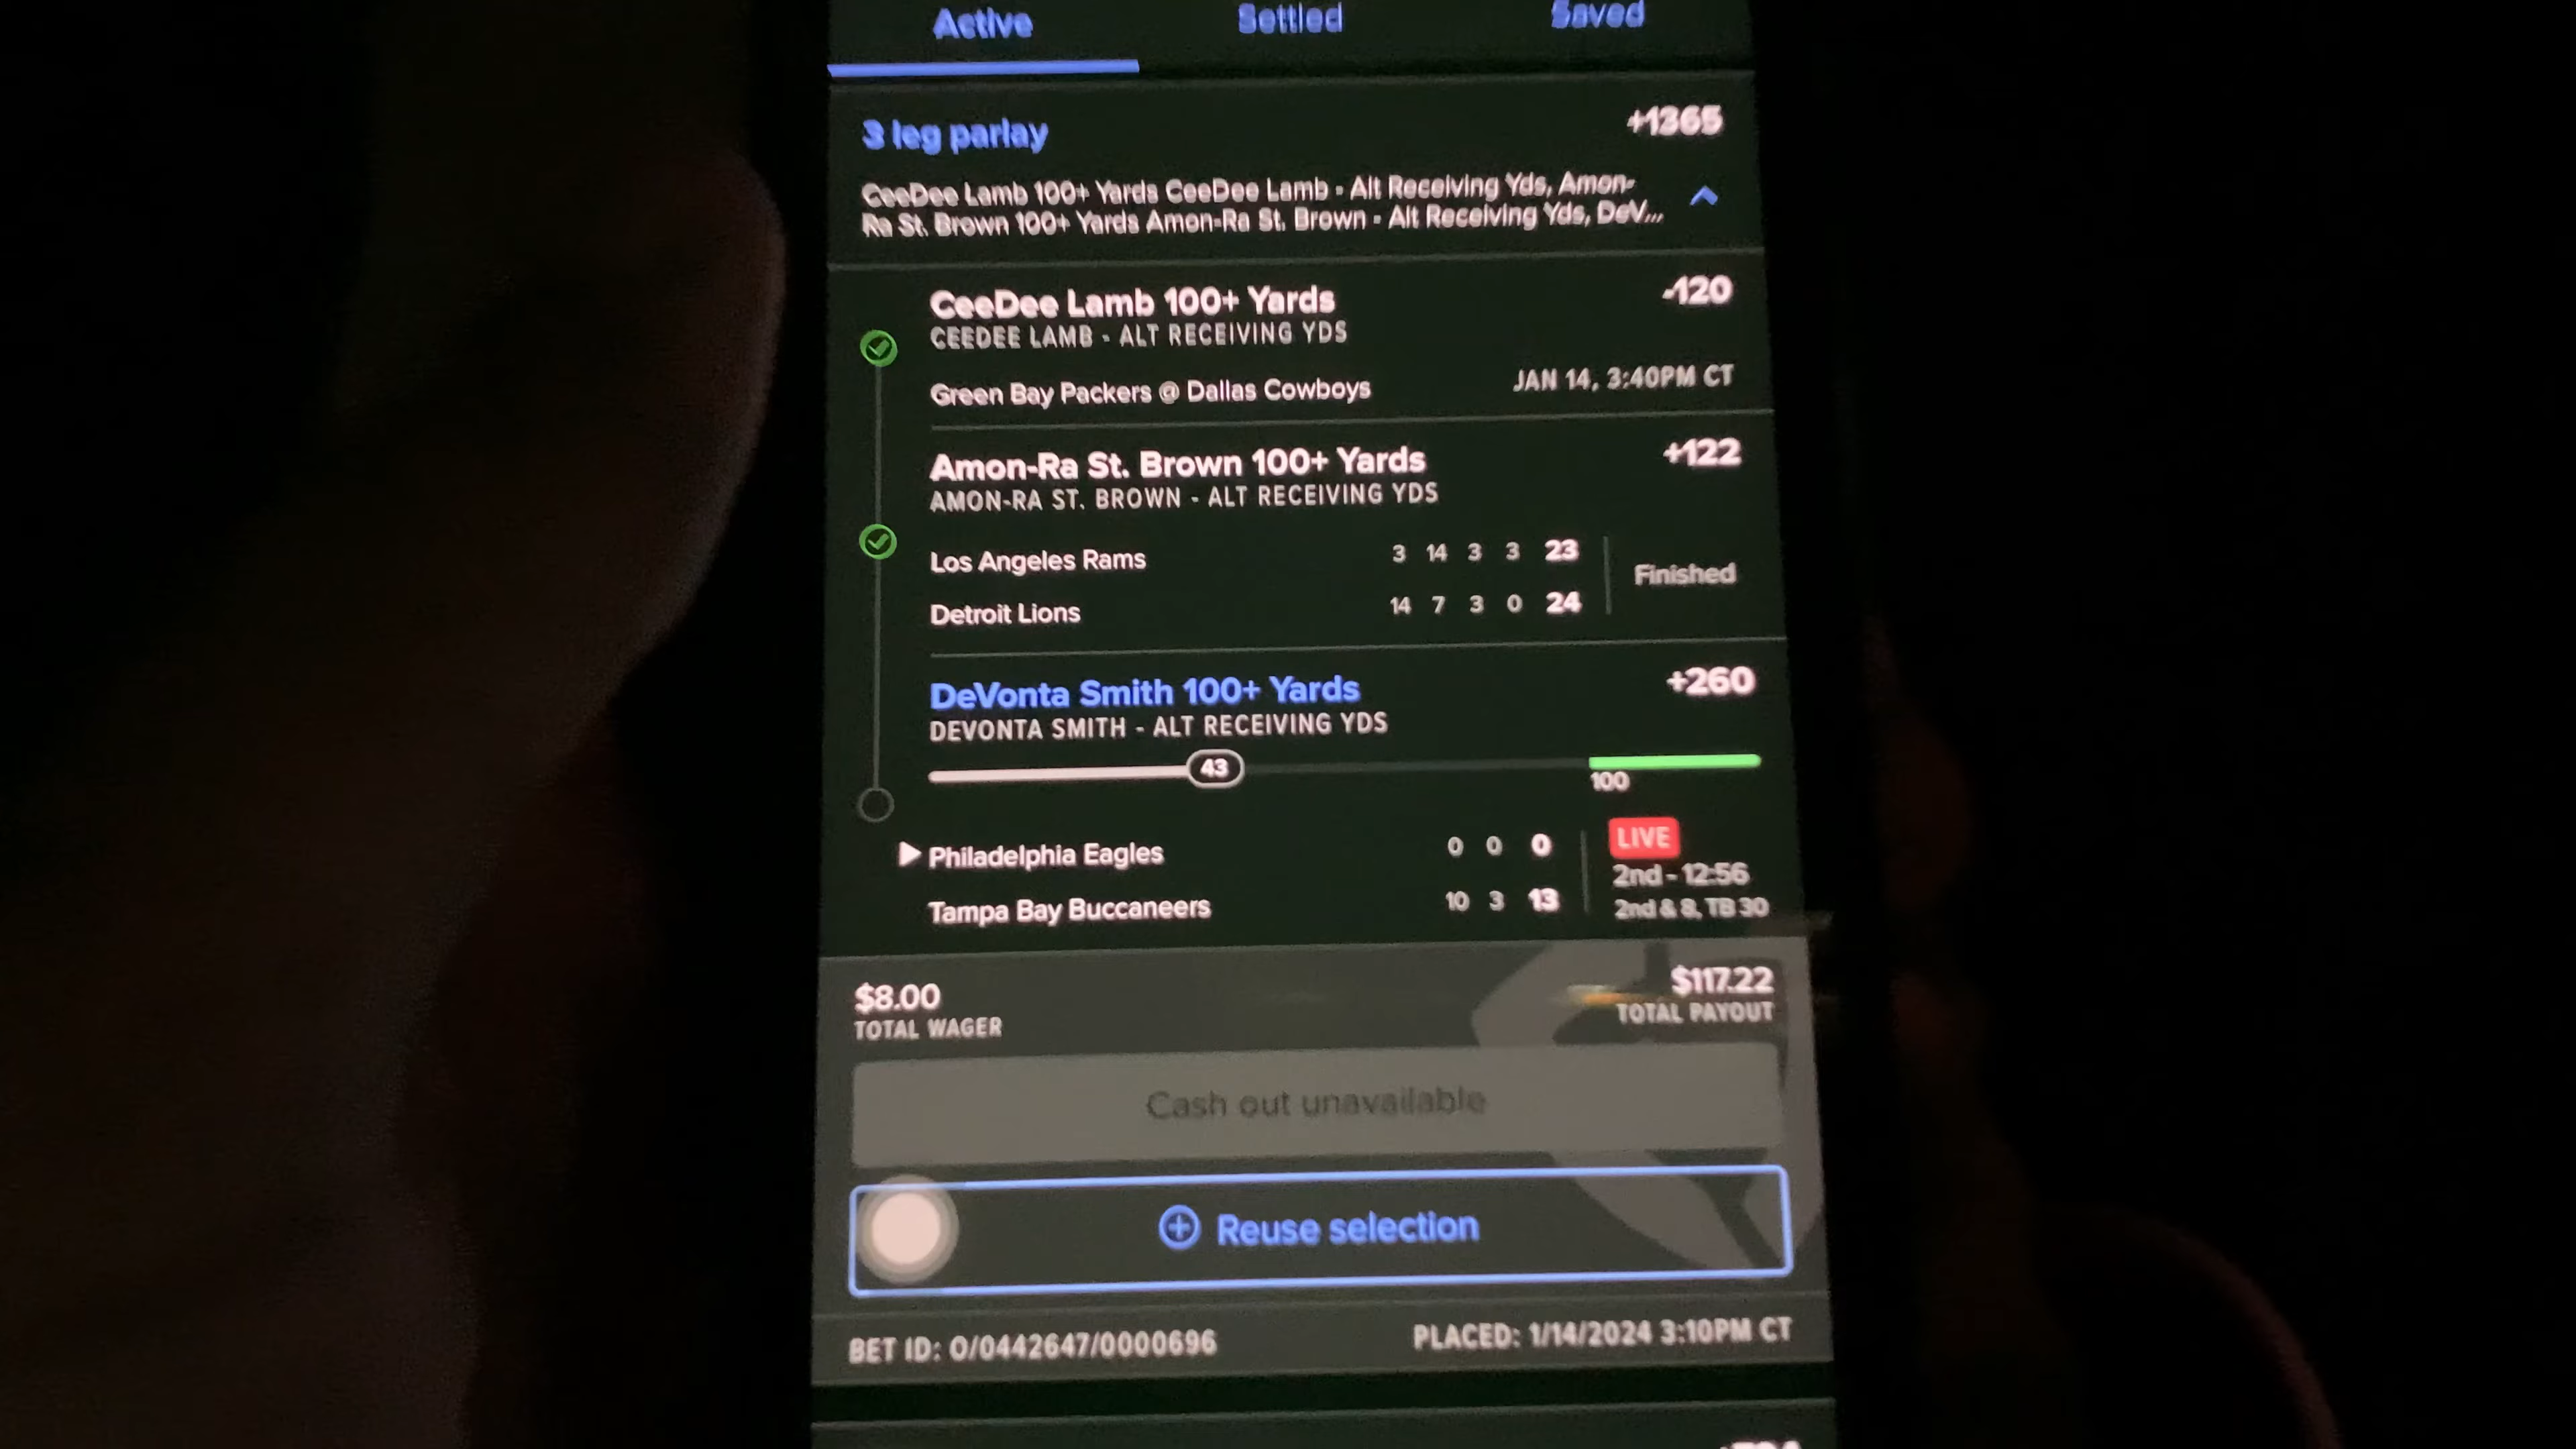 Active Settled Saved
3 leg parlay +1365
CeeDee Lamb 100+ Yards CeeDee Lamb - Alt Receiving Yds, Amon-
Ra St. Brown 100+ Yards Amon-Ra St. Brown - Alt Receiving Yds, DeV...
CeeDee Lamb 100+ Yards -120
CEEDEE LAMB - ALT RECEIVING YDS
Green Bay Packers @ Dallas Cowboys JAN 14, 3:40PM CT
Amon-Ra St. Brown 100+ Yards +122
AMON-RA ST. BROWN - ALT RECEIVING YDS
Los Angeles Rams 3 14 3 3 23
Finished
Detroit Lions 14 7 3 0 24
DeVonta Smith 100+ Yards +260
DEVONTA SMITH - ALT RECEIVING YDS
43
100
LIVE
Philadelphia Eagles 0 0 0
2nd - 12:56
Tampa Bay Buccaneers 10 3 13
2nd & 8, TB 30
$8.00 $117.22
TOTAL WAGER TOTAL PAYOUT
Cash out unavailable
Reuse selection
BET ID: O/0442647/0000696 PLACED: 1/14/2024 3:10PM CT